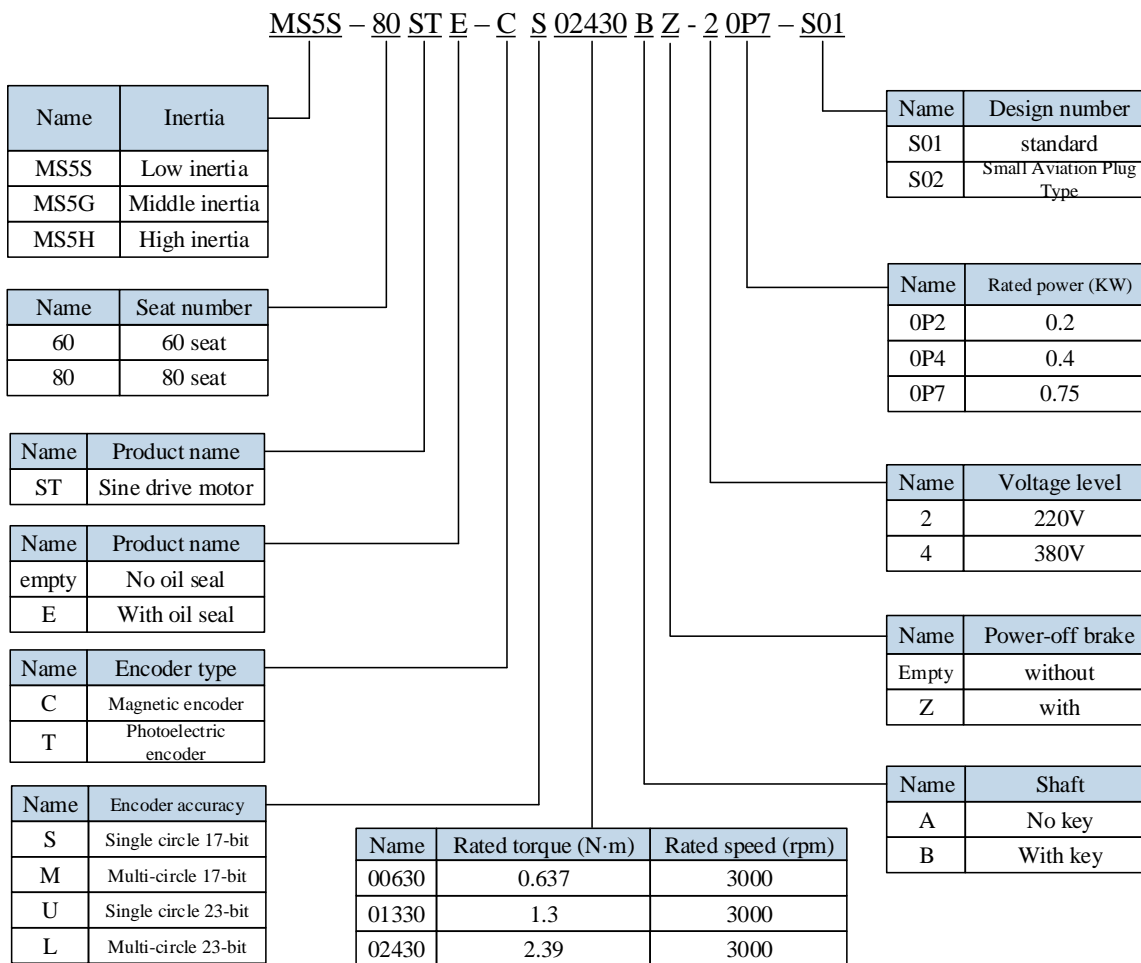 MS5S – 80 ST E – C S 02430 B Z - 2 0P7 – S01
Name Inertia
MS5S Low inertia
MS5G Middle inertia
MS5H High inertia
Name Seat number
60 60 seat
80 80 seat
Name Product name
ST Sine drive motor
Name Product name
empty No oil seal
E With oil seal
Name Encoder type
C Magnetic encoder
T Photoelectric
encoder
Name Encoder accuracy
S Single circle 17-bit
M Multi-circle 17-bit
U Single circle 23-bit
L Multi-circle 23-bit
Name Rated torque (N·m) Rated speed (rpm)
00630 0.637 3000
01330 1.3 3000
02430 2.39 3000
Name Design number
S01 standard
S02 Small Aviation Plug
Type
Name Rated power (KW)
0P2 0.2
0P4 0.4
0P7 0.75
Name Voltage level
2 220V
4 380V
Name Power-off brake
Empty without
Z with
Name Shaft
A No key
B With key